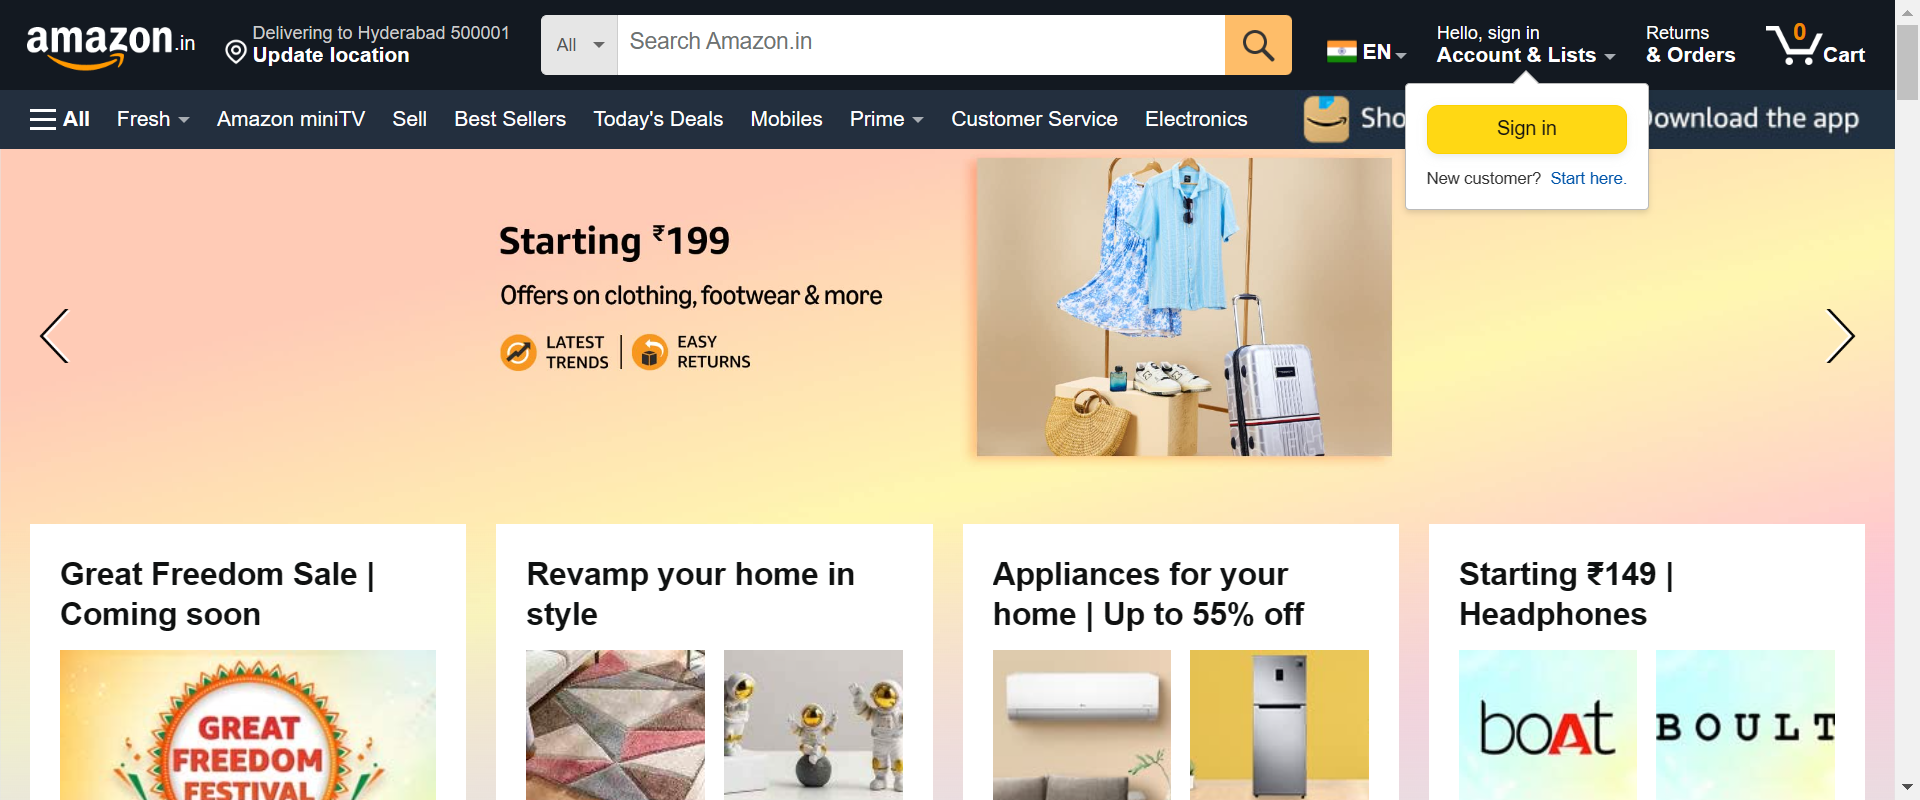 amazon.in
Delivering to Hyderabad 500001
Update location
All
Search Amazon.in
EN
Hello, sign in
Account & Lists
Returns
& Orders
0
Cart
All
Fresh
Amazon miniTV
Sell
Best Sellers
Today's Deals
Mobiles
Prime
Customer Service
Electronics
Sho
ownload the app
Sign in
New customer? Start here.
Starting ₹199
Offers on clothing, footwear & more
LATEST
TRENDS
EASY
RETURNS
Great Freedom Sale |
Coming soon
Revamp your home in
style
Appliances for your
home | Up to 55% off
Starting ₹149 |
Headphones
GREAT
FREEDOM
FESTIVAL
boAt
BOULT